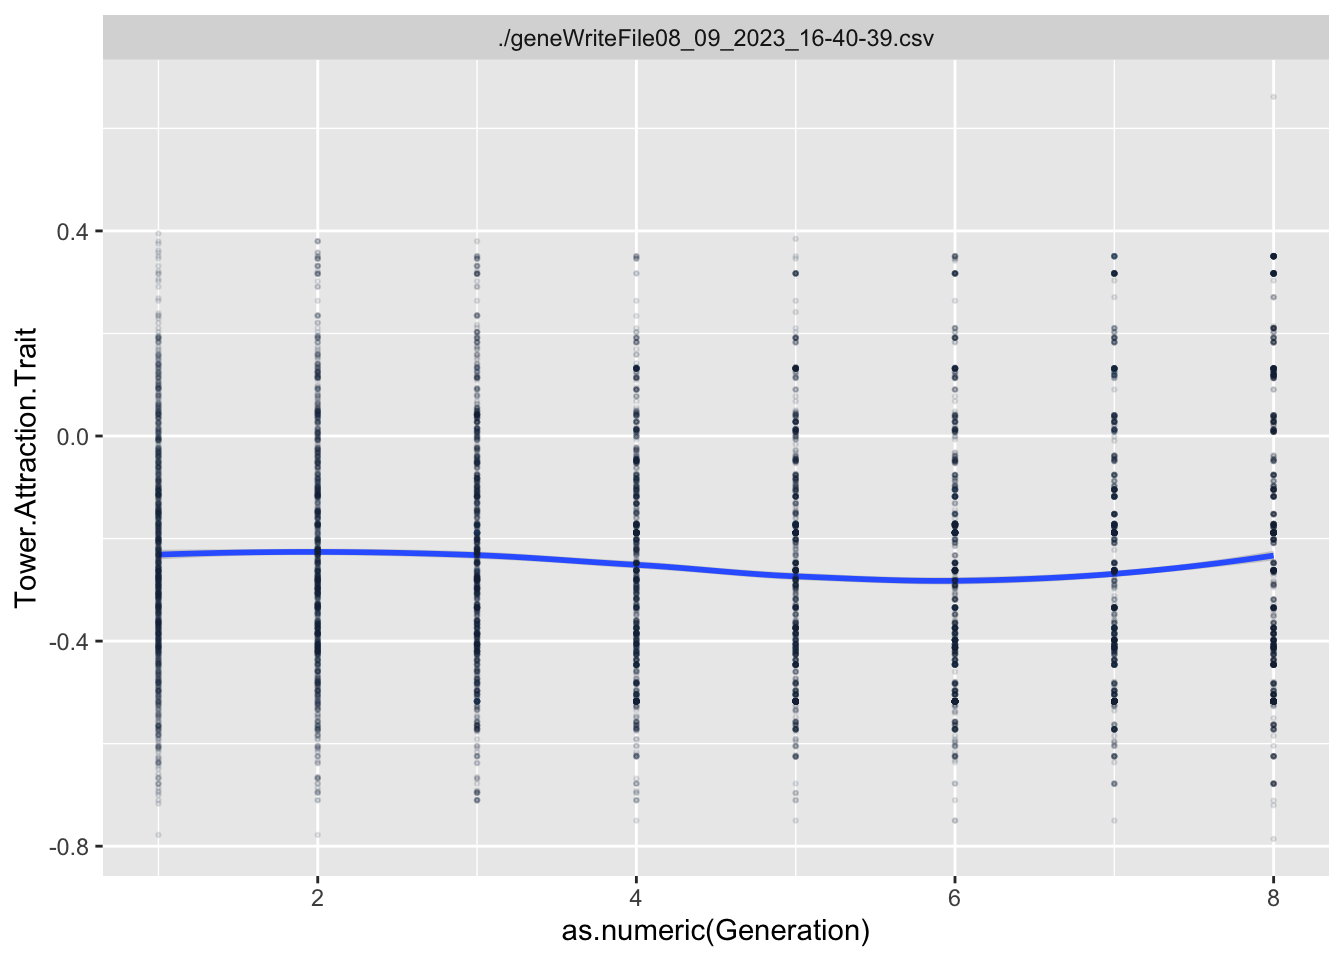 ./geneWriteFile08_09_2023_16-40-39.csv
Tower.Attraction.Trait
0.4
0.0
-0.4
-0.8
2 4 6 8
as.numeric(Generation)